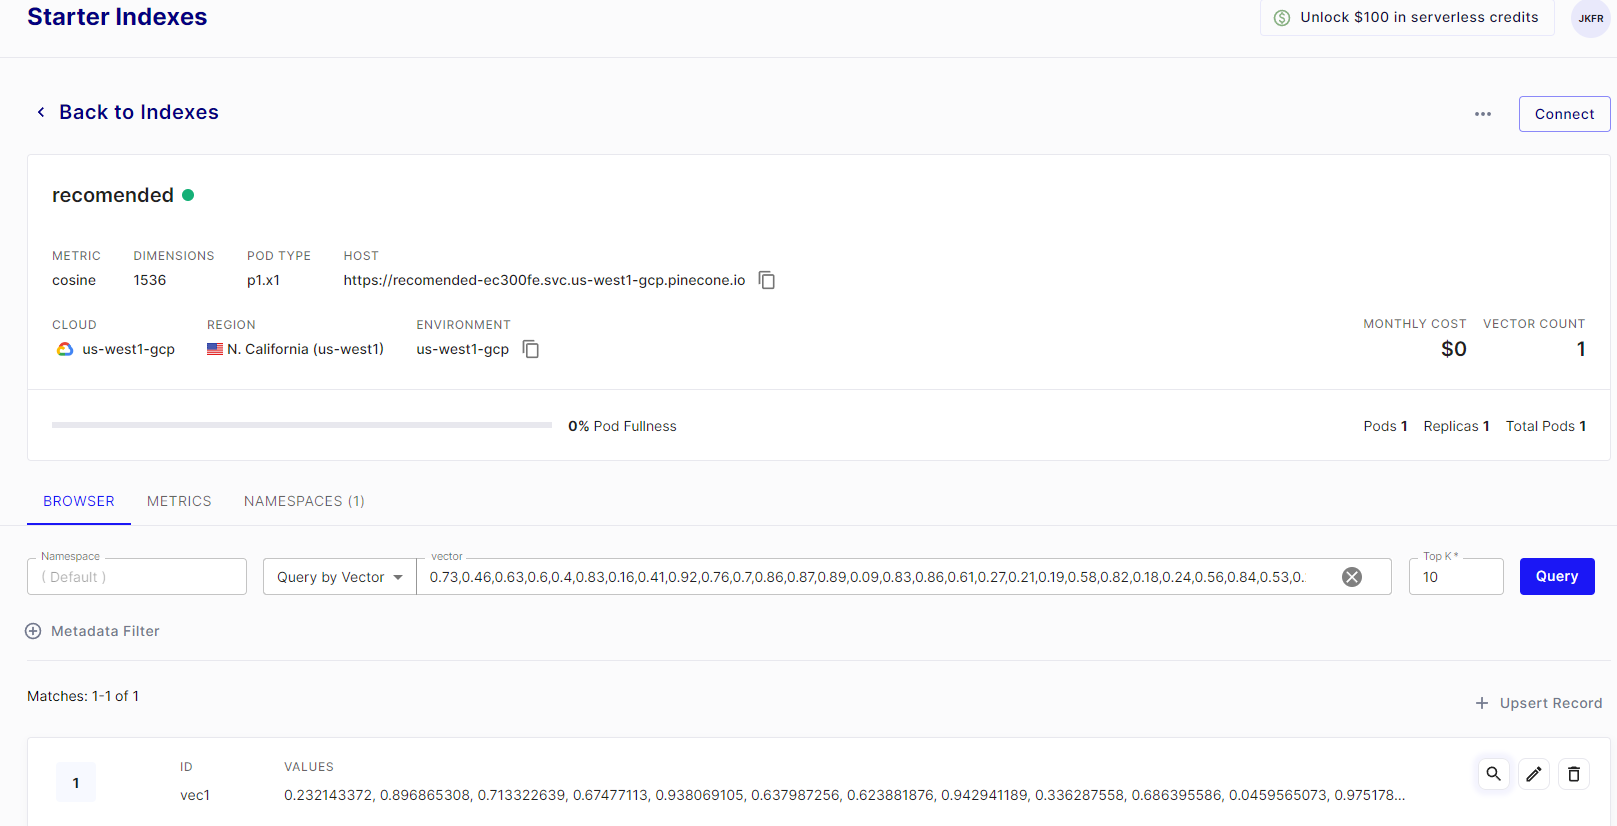 Starter Indexes
Unlock $100 in serverless credits
JKFR
Back to Indexes
Connect
recomended
METRIC DIMENSIONS POD TYPE HOST
cosine 1536 p1.x1 https://recomended-ec300fe.svc.us-west1-gcp.pinecone.io
CLOUD REGION ENVIRONMENT MONTHLY COST VECTOR COUNT
us-west1-gcp N. California (us-west1) us-west1-gcp $0 1
0% Pod Fullness Pods 1 Replicas 1 Total Pods 1
BROWSER METRICS NAMESPACES (1)
Namespace vector Top K *
( Default ) Query by Vector 0.73,0.46,0.63,0.6,0.4,0.83,0.16,0.41,0.92,0.76,0.7,0.86,0.87,0.89,0.09,0.83,0.86,0.61,0.27,0.21,0.19,0.58,0.82,0.18,0.24,0.56,0.84,0.53,0. 10 Query
Metadata Filter
Matches: 1-1 of 1
Upsert Record
ID VALUES
1 vec1 0.232143372, 0.896865308, 0.713322639, 0.67477113, 0.938069105, 0.637987256, 0.623881876, 0.942941189, 0.336287558, 0.686395586, 0.0459565073, 0.975178...